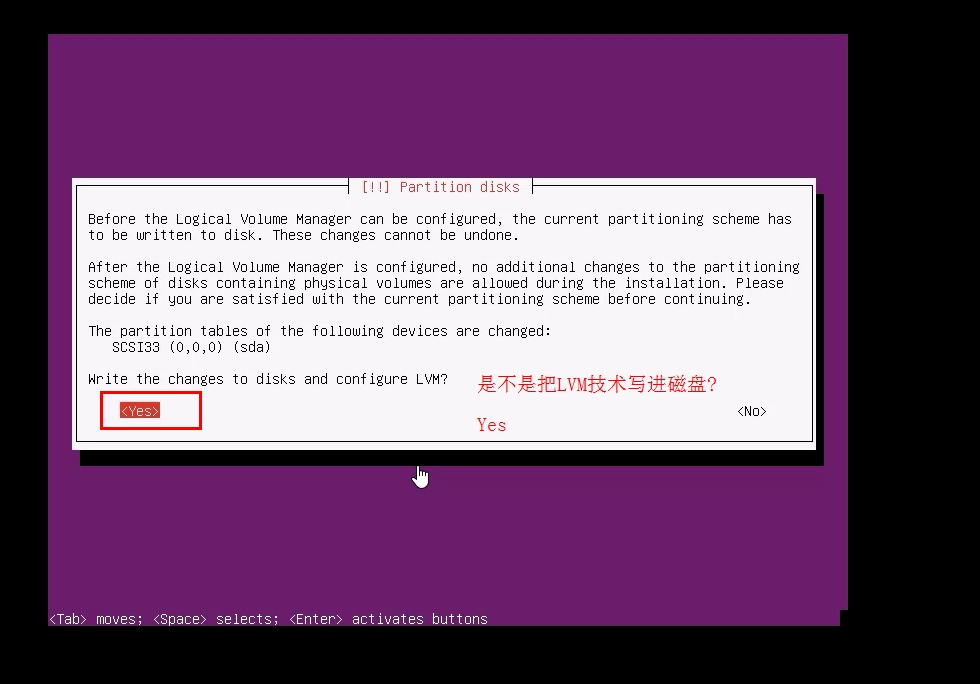 [!!] Partition disks
Before the Logical Volume Manager can be configured, the current partitioning scheme has
to be written to disk. These changes cannot be undone.
After the Logical Volume Manager is configured, no additional changes to the partitioning
scheme of disks containing physical volumes are allowed during the installation. Please
decide if you are satisfied with the current partitioning scheme before continuing.
The partition tables of the following devices are changed:
SCSI33 (0,0,0) (sda)
Write the changes to disks and configure LVM?
是不是把LVM技术写进磁盘?
<Yes>
<No>
Yes
<Tab> moves; <Space> selects; <Enter> activates buttons